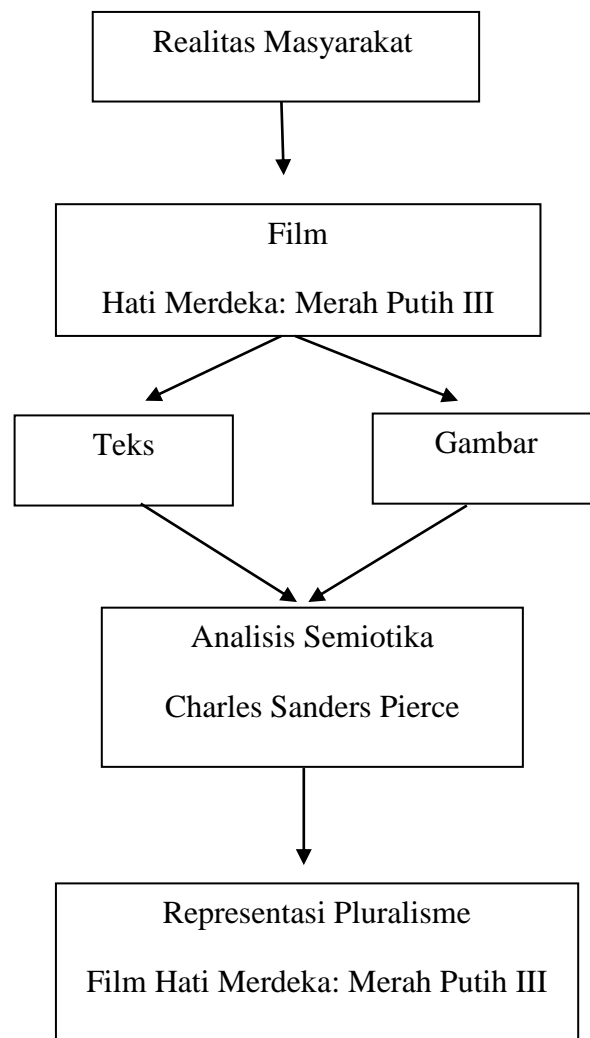 Realitas Masyarakat
Film
Hati Merdeka: Merah Putih III
Teks
Gambar
Analisis Semiotika
Charles Sanders Pierce
Representasi Pluralisme
Film Hati Merdeka: Merah Putih III